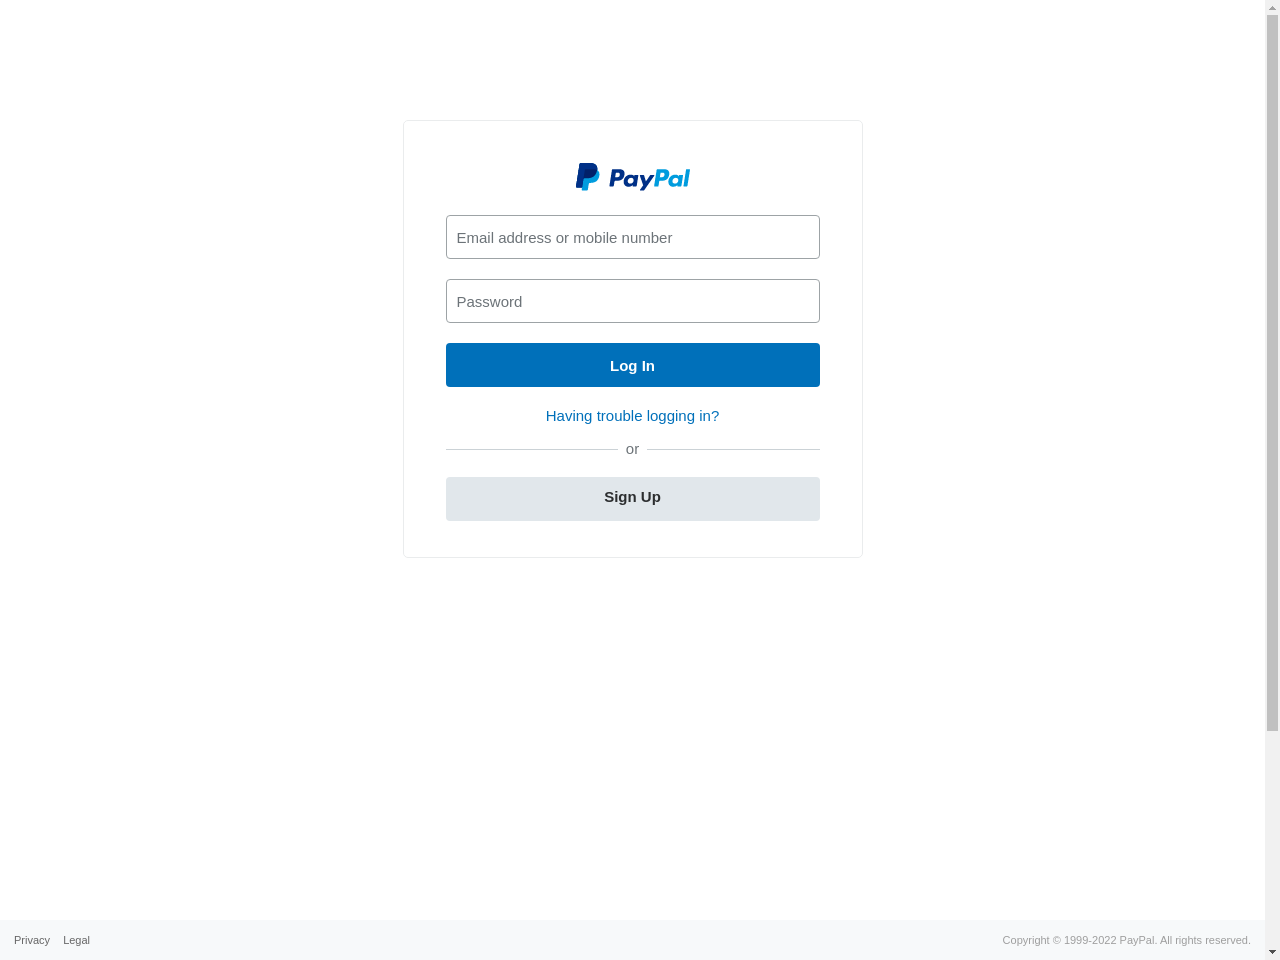 PayPal
Email address or mobile number
Password
Log In
Having trouble logging in?
or
Sign Up
Privacy Legal Copyright © 1999-2022 PayPal. All rights reserved.